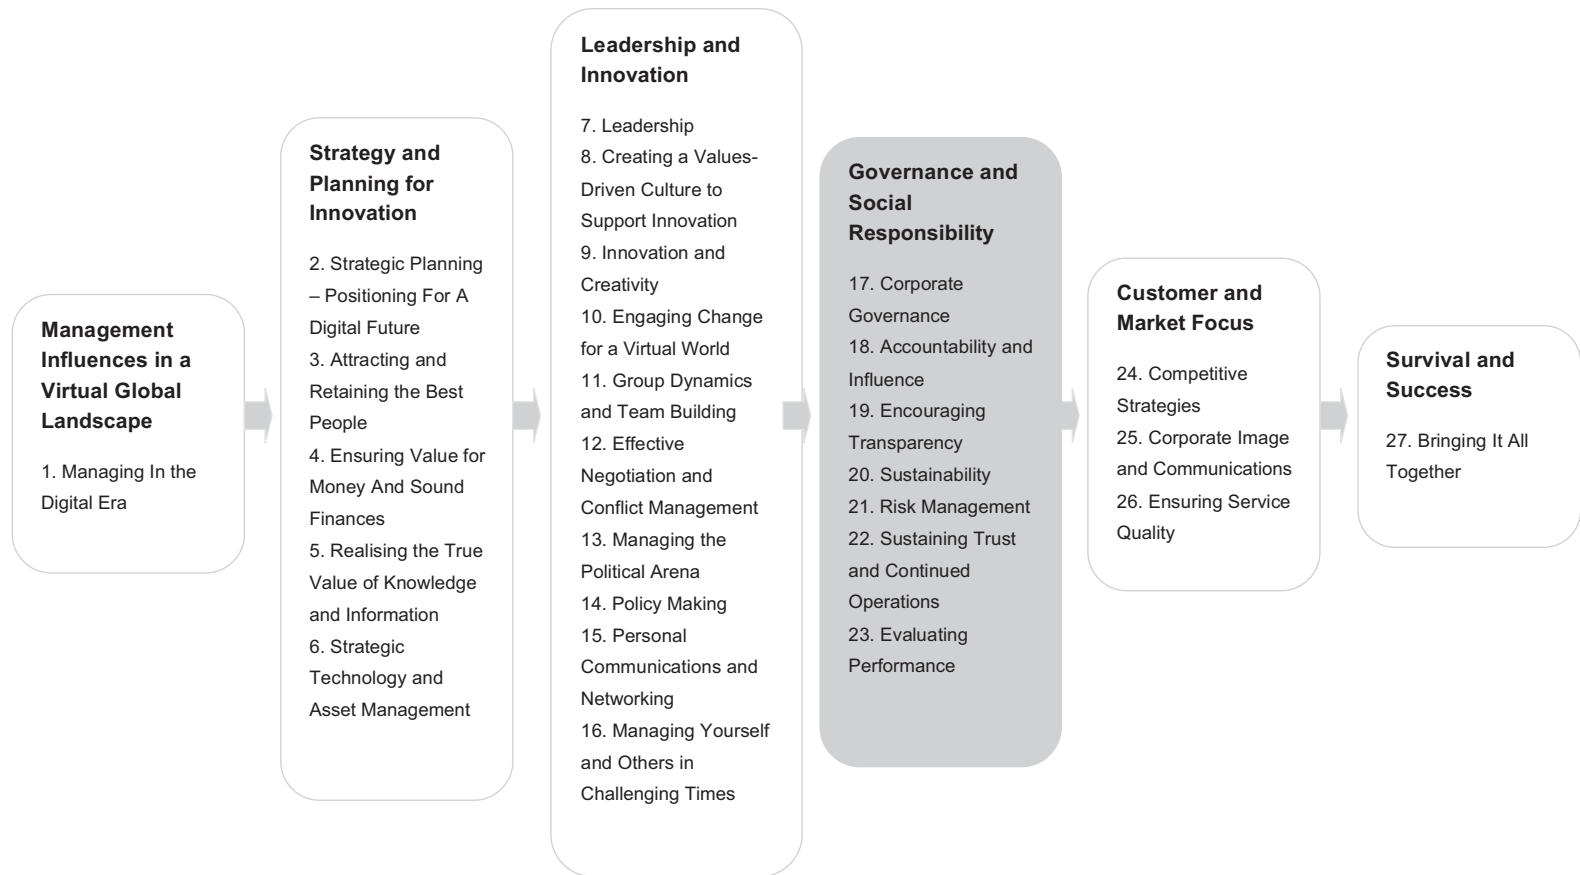 Management
Influences in a
Virtual Global
Landscape
1. Managing In the
Digital Era
Strategy and
Planning for
Innovation
2. Strategic Planning
– Positioning For A
Digital Future
3. Attracting and
Retaining the Best
People
4. Ensuring Value for
Money And Sound
Finances
5. Realising the True
Value of Knowledge
and Information
6. Strategic
Technology and
Asset Management
Leadership and
Innovation
7. Leadership
8. Creating a Values-
Driven Culture to
Support Innovation
9. Innovation and
Creativity
10. Engaging Change
for a Virtual World
11. Group Dynamics
and Team Building
12. Effective
Negotiation and
Conflict Management
13. Managing the
Political Arena
14. Policy Making
15. Personal
Communications and
Networking
16. Managing Yourself
and Others in
Challenging Times
Governance and
Social
Responsibility
17. Corporate
Governance
18. Accountability and
Influence
19. Encouraging
Transparency
20. Sustainability
21. Risk Management
22. Sustaining Trust
and Continued
Operations
23. Evaluating
Performance
Customer and
Market Focus
24. Competitive
Strategies
25. Corporate Image
and Communications
26. Ensuring Service
Quality
Survival and
Success
27. Bringing It All
Together